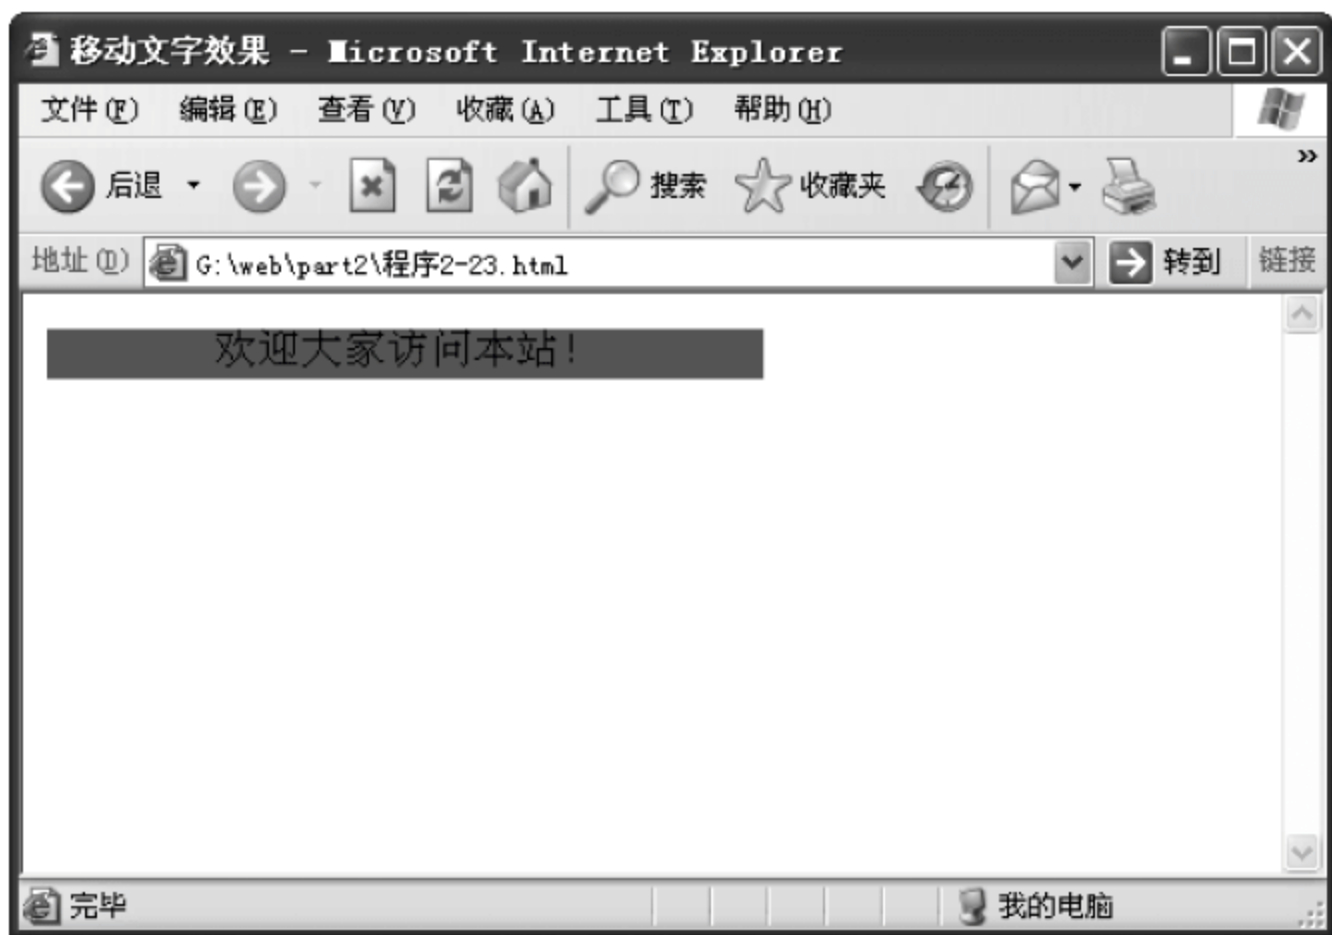 移动文字效果 - Microsoft Internet Explorer
文件(F) 编辑(E) 查看(V) 收藏(A) 工具(T) 帮助(H)
后退 搜索 收藏夹 »
地址(D) G:\web\part2\程序2-23.html 转到 链接
欢迎大家访问本站！
完毕 我的电脑